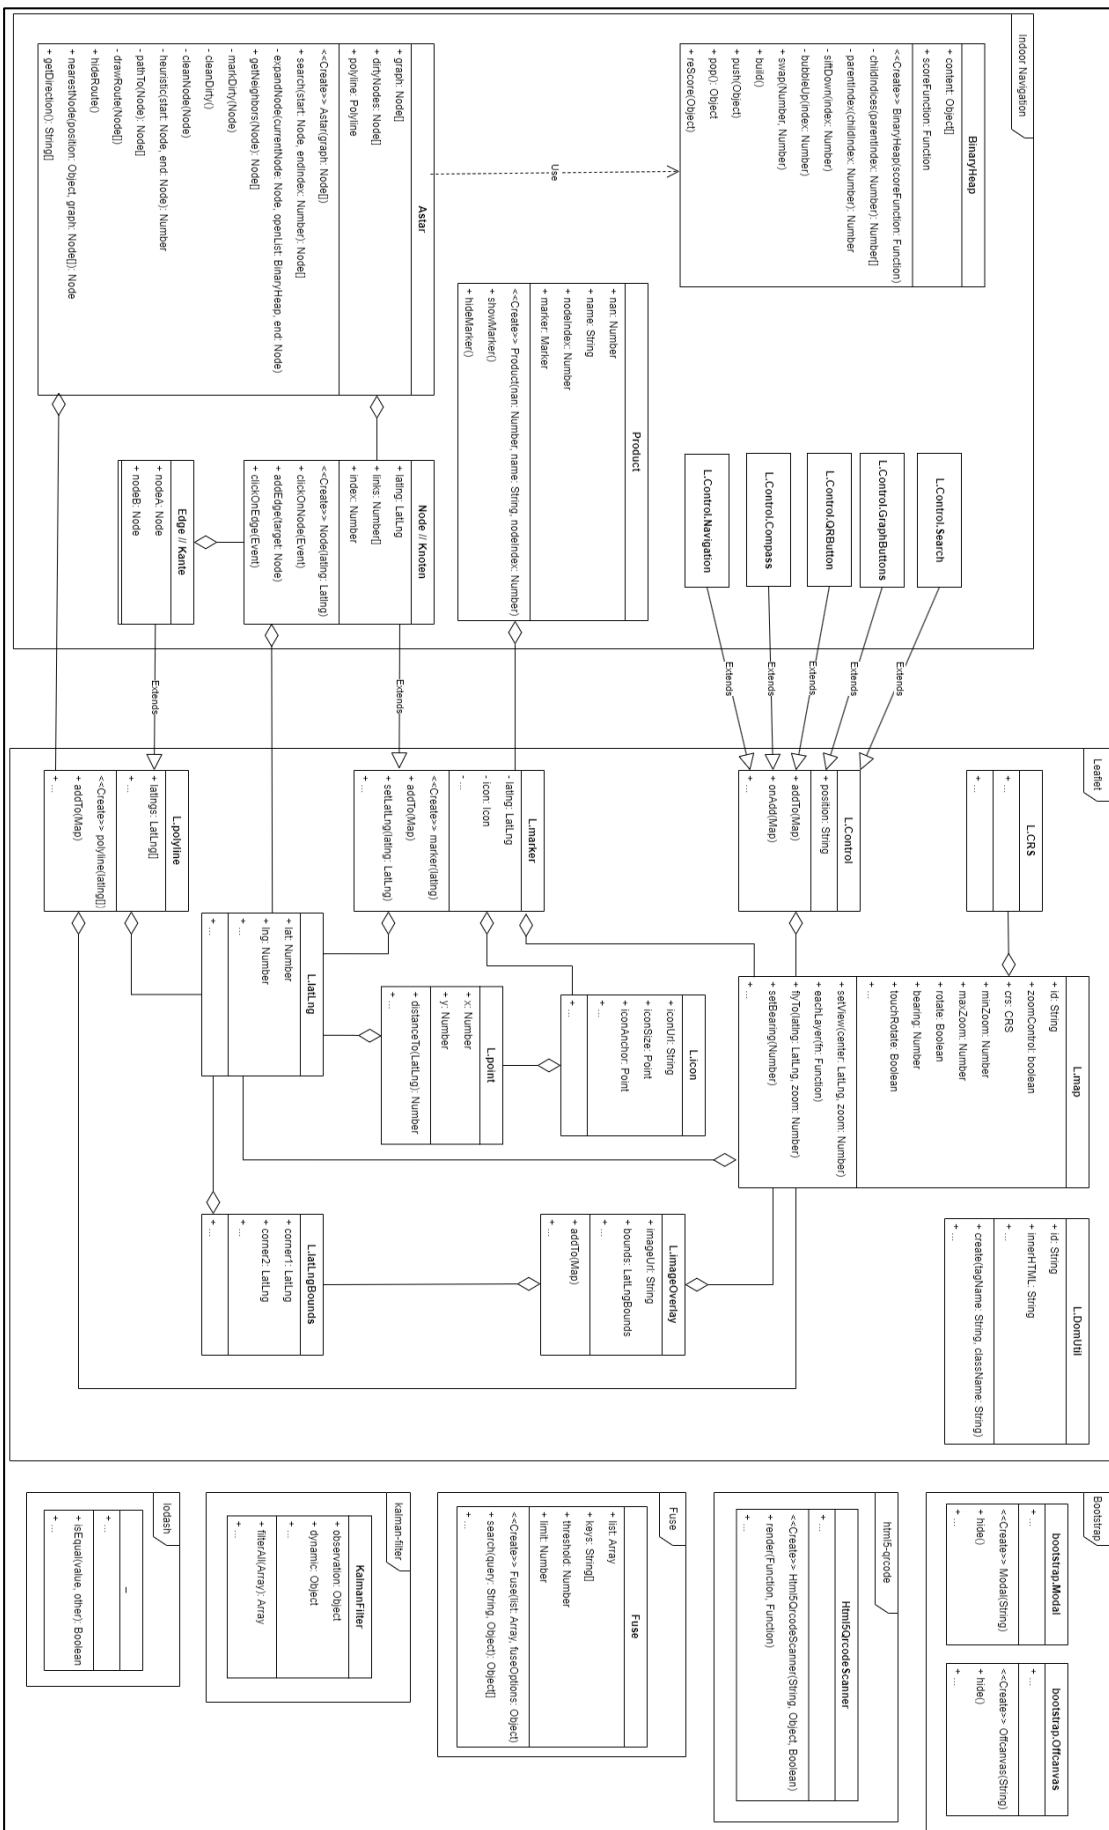 Indoor Navigation
BinaryHeap
+ content: Object[]
+ scoreFunction: Function
<<Create>> BinaryHeap(scoreFunction: Function)
- childIndices(parentIndex: Number): Number[]
- parentIndex(childIndex: Number): Number
- siftDown(index: Number)
- bubbleUp(index: Number)
+ swap(Number, Number)
+ build()
+ push(Object)
+ pop(): Object
+ reScore(Object)
Use
Astar
+ graph: Node[]
+ dirtyNodes: Node[]
+ polyline: Polyline
<<Create>> Astar(graph: Node[])
+ search(start: Node, endIndex: Number): Node[]
- expandNode(currentNode: Node, openList: BinaryHeap, end: Node)
+ getNeighbors(Node): Node[]
- markDirty(Node)
- cleanDirty()
- cleanNode(Node)
- heuristic(start: Node, end: Node): Number
- pathTo(Node): Node[]
- drawRoute(Node[])
+ hideRoute()
+ nearestNode(position: Object, graph: Node[]): Node
+ getDirection(): String[]
Product
+ nan: Number
+ name: String
+ nodeIndex: Number
+ marker: Marker
<<Create>> Product(nan: Number, name: String, nodeIndex: Number)
+ showMarker()
+ hideMarker()
L.Control.Search
L.Control.GraphButtons
L.Control.QRButton
L.Control.Compass
L.Control.Navigation
Node // Knoten
+ latlng: LatLng
+ links: Number[]
+ index: Number
<<Create>> Node(latlng: Latlng)
+ clickOnNode(Event)
+ addEdge(target: Node)
+ clickOnEdge(Event)
Edge // Kante
+ nodeA: Node
+ nodeB: Node
Extends
Extends
Extends
Extends
Extends
Extends
Extends
Leaflet
L.CRS
+ ...
+ ...
L.Control
+ position: String
+ addTo(Map)
+ onAdd(Map)
+ ...
L.marker
- latlng: LatLng
- icon: Icon
- ...
<<Create>> marker(latlng)
+ addTo(Map)
+ setLatLng(latlng: LatLng)
+ ...
L.polyline
+ latlngs: LatLng[]
+ ...
<<Create>> polyline(latlng[])
+ addTo(Map)
+ ...
L.latLng
+ lat: Number
+ lng: Number
+ ...
+ ...
L.map
+ id: String
+ zoomControl: boolean
+ crs: CRS
+ minZoom: Number
+ maxZoom: Number
+ rotate: Boolean
+ bearing: Number
+ touchRotate: Boolean
+ ...
+ setView(center: LatLng, zoom: Number)
+ eachLayer(fn: Function)
+ flyTo(latlng: LatLng, zoom: Number)
+ setBearing(Number)
+ ...
L.icon
+ iconUrl: String
+ iconSize: Point
+ iconAnchor: Point
+ ...
+ ...
L.point
+ x: Number
+ y: Number
+ distanceTo(LatLng): Number
+ ...
L.DomUtil
+ id: String
+ innerHTML: String
+ ...
+ create(tagName: String, className: String)
+ ...
L.imageOverlay
+ imageUrl: String
+ bounds: LatLngBounds
+ ...
+ addTo(Map)
+ ...
L.latLngBounds
+ corner1: LatLng
+ corner2: LatLng
+ ...
+ ...
Bootstrap
bootstrap.Modal
+ ...
<<Create>> Modal(String)
+ hide()
+ ...
bootstrap.Offcanvas
+ ...
<<Create>> Offcanvas(String)
+ hide()
+ ...
html5-qrcode
Html5QrcodeScanner
+ ...
<<Create>> Html5QrcodeScanner(String, Object, Boolean)
+ render(Function, Function)
+ ...
Fuse
Fuse
+ list: Array
+ keys: String[]
+ threshold: Number
+ limit: Number
<<Create>> Fuse(list: Array, fuseOptions: Object)
+ search(query: String, Object): Object[]
+ ...
kalman-filter
KalmanFilter
+ observation: Object
+ dynamic: Object
+ ...
+ filterAll(Array): Array
+ ...
lodash
_
+ ...
+ isEqual(value, other): Boolean
+ ...